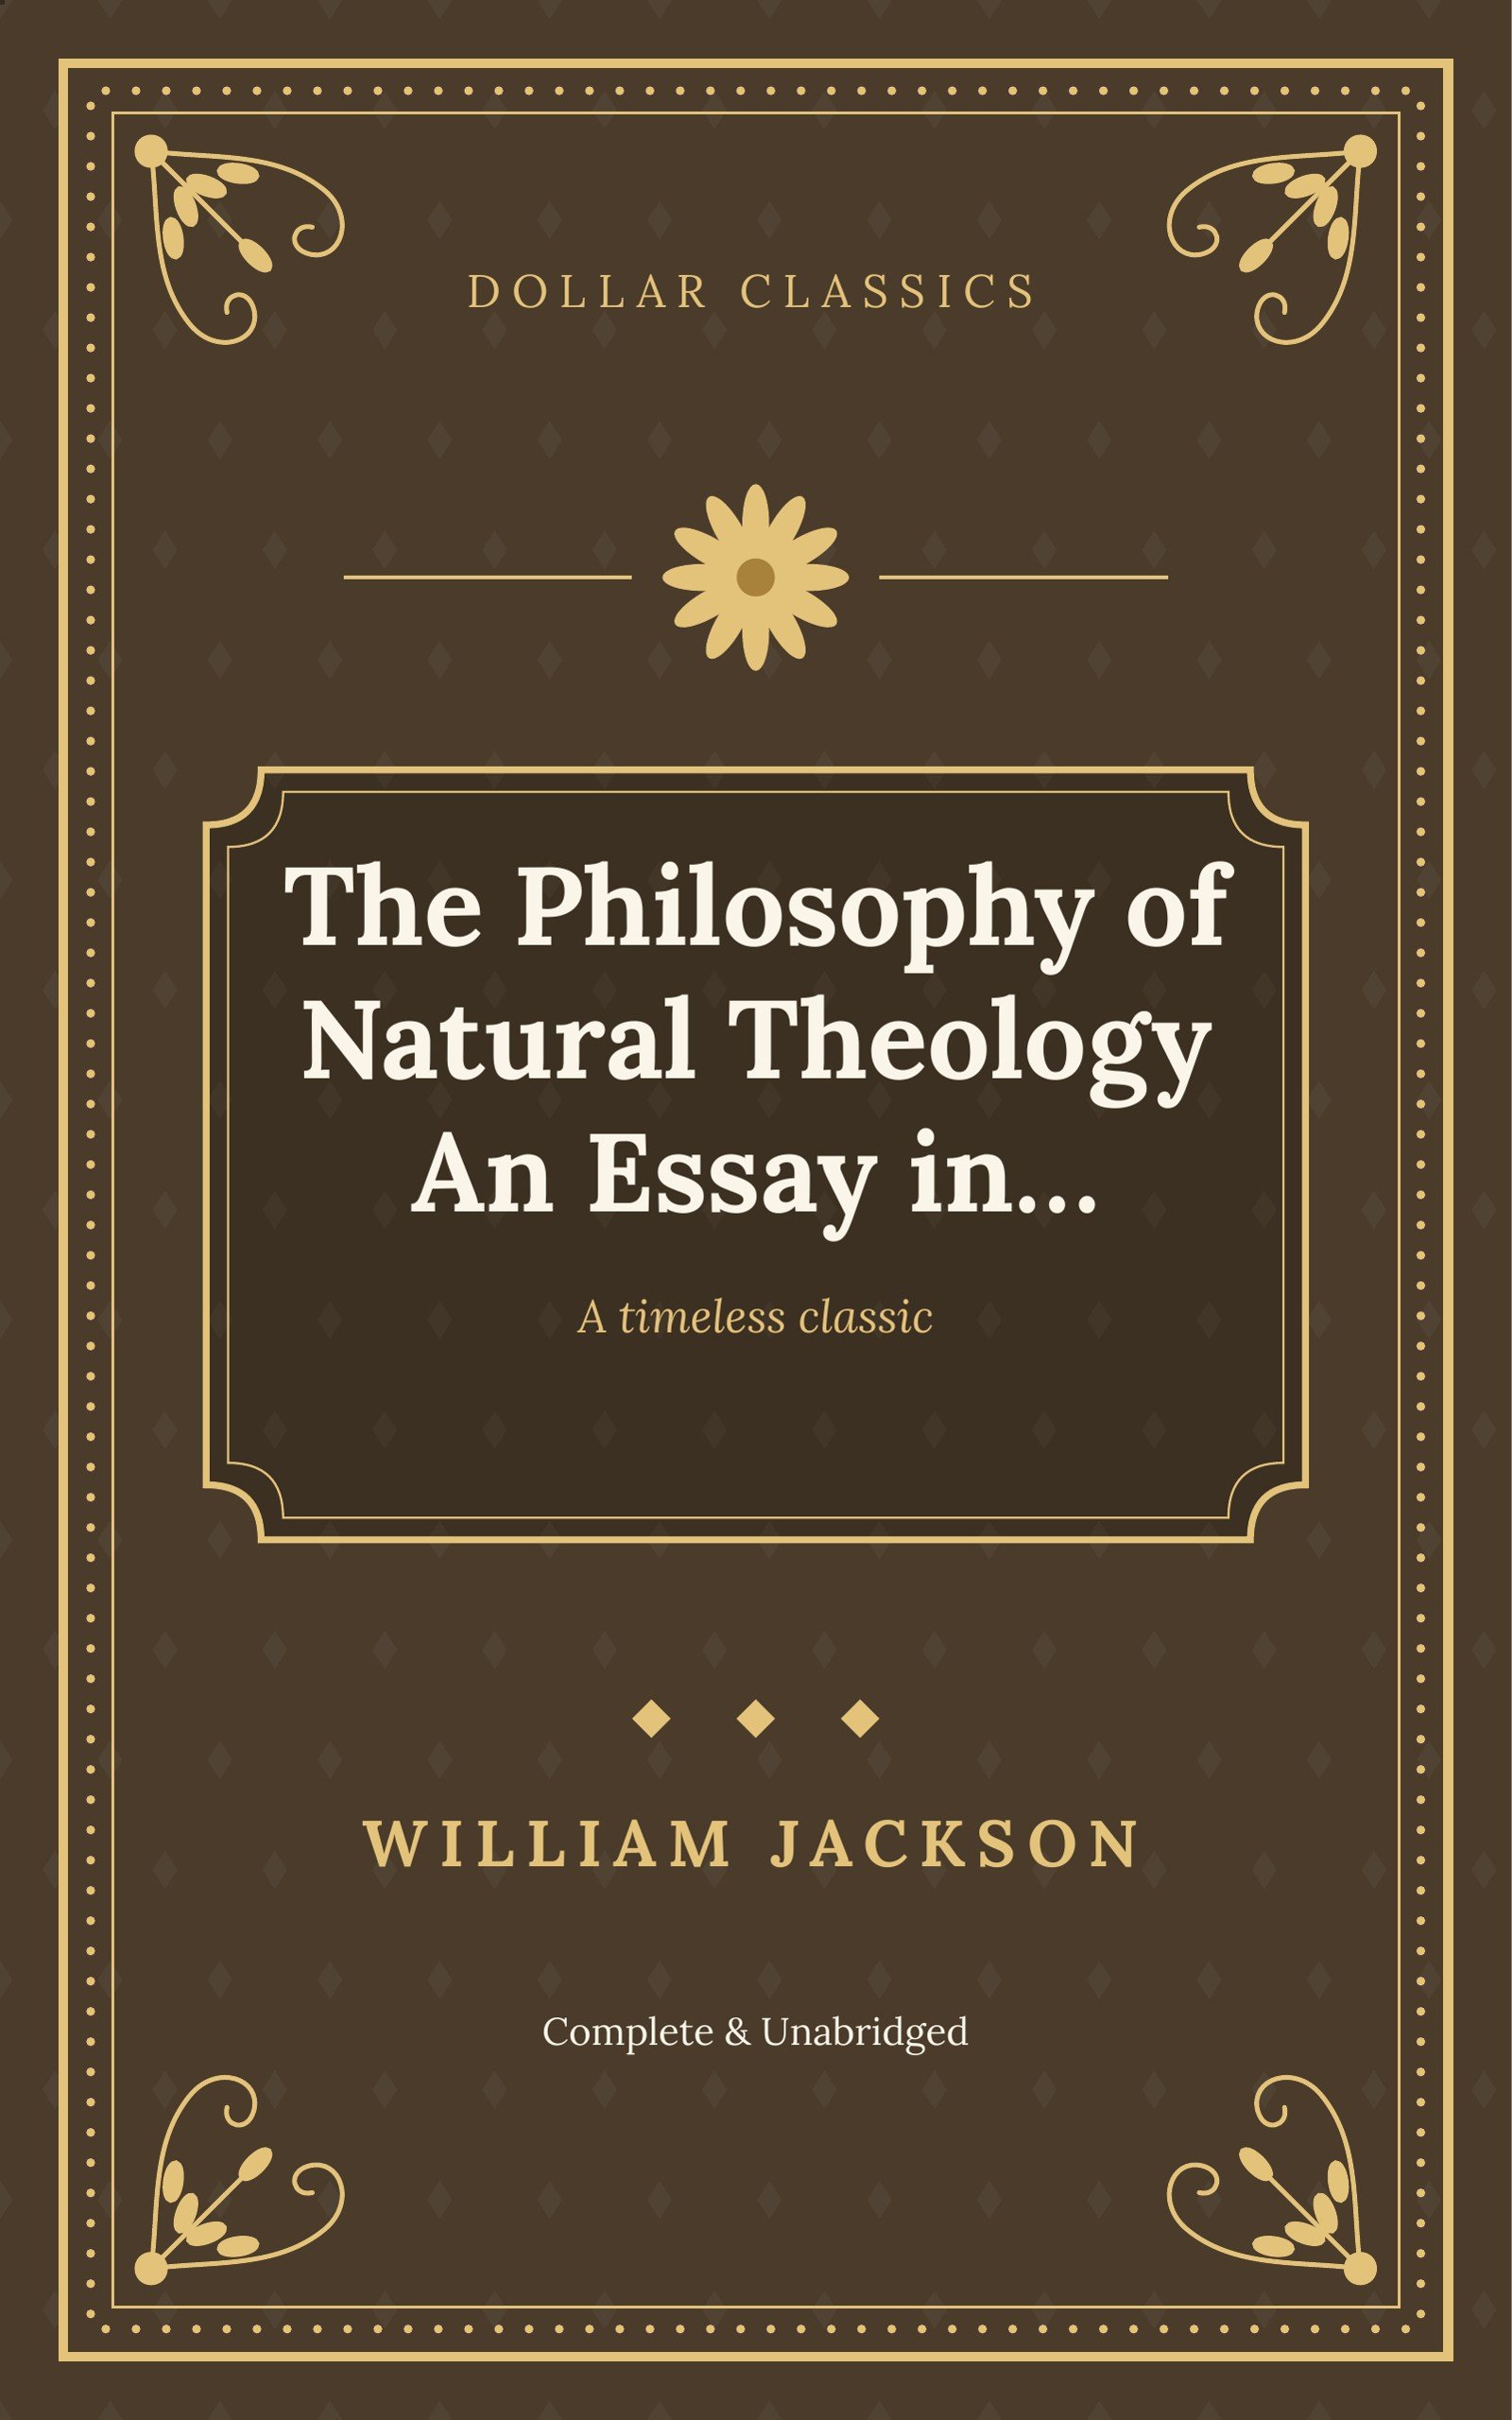 DOLLAR CLASSICS
The Philosophy of
Natural Theology
An Essay in...
A timeless classic
WILLIAM JACKSON
Complete & Unabridged